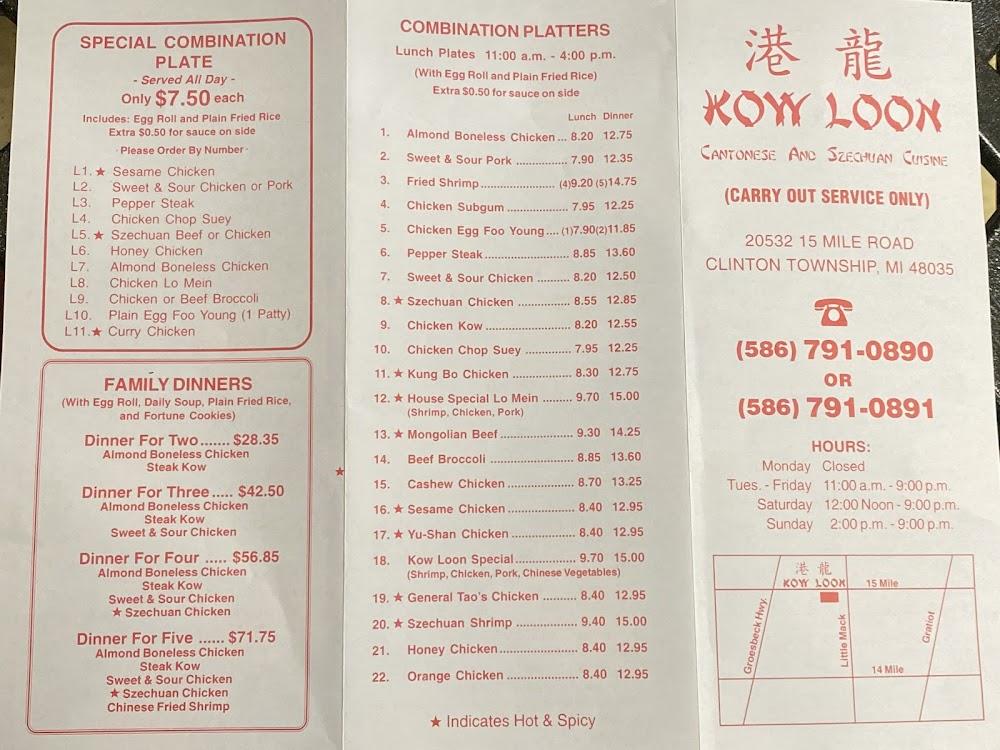 SPECIAL COMBINATION
PLATE
- Served All Day -
Only $7.50 each
Includes: Egg Roll and Plain Fried Rice
Extra $0.50 for sauce on side
· Please Order By Number ·
L1. ★ Sesame Chicken
L2. Sweet & Sour Chicken or Pork
L3. Pepper Steak
L4. Chicken Chop Suey
L5. ★ Szechuan Beef or Chicken
L6. Honey Chicken
L7. Almond Boneless Chicken
L8. Chicken Lo Mein
L9. Chicken or Beef Broccoli
L10. Plain Egg Foo Young (1 Patty)
L11. ★ Curry Chicken
FAMILY DINNERS
(With Egg Roll, Daily Soup, Plain Fried Rice,
and Fortune Cookies)
Dinner For Two ....... $28.35
Almond Boneless Chicken
Steak Kow
Dinner For Three ..... $42.50
Almond Boneless Chicken
Steak Kow
Sweet & Sour Chicken
Dinner For Four ..... $56.85
Almond Boneless Chicken
Steak Kow
Sweet & Sour Chicken
★ Szechuan Chicken
Dinner For Five ...... $71.75
Almond Boneless Chicken
Steak Kow
Sweet & Sour Chicken
★ Szechuan Chicken
Chinese Fried Shrimp
★
COMBINATION PLATTERS
Lunch Plates 11:00 a.m. - 4:00 p.m.
(With Egg Roll and Plain Fried Rice)
Extra $0.50 for sauce on side
Lunch Dinner
1. Almond Boneless Chicken ... 8.20 12.75
2. Sweet & Sour Pork ................ 7.90 12.35
3. Fried Shrimp ....................... (4)9.20 (5)14.75
4. Chicken Subgum ................... 7.95 12.25
5. Chicken Egg Foo Young .... (1)7.90(2)11.85
6. Pepper Steak ....................... 8.85 13.60
7. Sweet & Sour Chicken ........... 8.20 12.50
8. ★ Szechuan Chicken ............... 8.55 12.85
9. Chicken Kow ....................... 8.20 12.55
10. Chicken Chop Suey .............. 7.95 12.25
11. ★ Kung Bo Chicken ................ 8.30 12.75
12. ★ House Special Lo Mein ......... 9.70 15.00
(Shrimp, Chicken, Pork)
13. ★ Mongolian Beef ................... 9.30 14.25
14. Beef Broccoli ...................... 8.85 13.60
15. Cashew Chicken .................. 8.70 13.25
16. ★ Sesame Chicken .................. 8.40 12.95
17. ★ Yu-Shan Chicken ................. 8.40 12.95
18. Kow Loon Special ................ 9.70 15.00
(Shrimp, Chicken, Pork, Chinese Vegetables)
19. ★ General Tao's Chicken .......... 8.40 12.95
20. ★ Szechuan Shrimp ................. 9.40 15.00
21. Honey Chicken ..................... 8.40 12.95
22. Orange Chicken .................... 8.40 12.95
★ Indicates Hot & Spicy
港 龍
KOW LOON
CANTONESE AND SZECHUAN CUISINE
(CARRY OUT SERVICE ONLY)
20532 15 MILE ROAD
CLINTON TOWNSHIP, MI 48035
(586) 791-0890
OR
(586) 791-0891
HOURS:
Monday Closed
Tues. - Friday 11:00 a.m. - 9:00 p.m.
Saturday 12:00 Noon - 9:00 p.m.
Sunday 2:00 p.m. - 9:00 p.m.
港 龍
KOW LOON
15 Mile
Groesbeck Hwy.
Little Mack
Gratiot
14 Mile